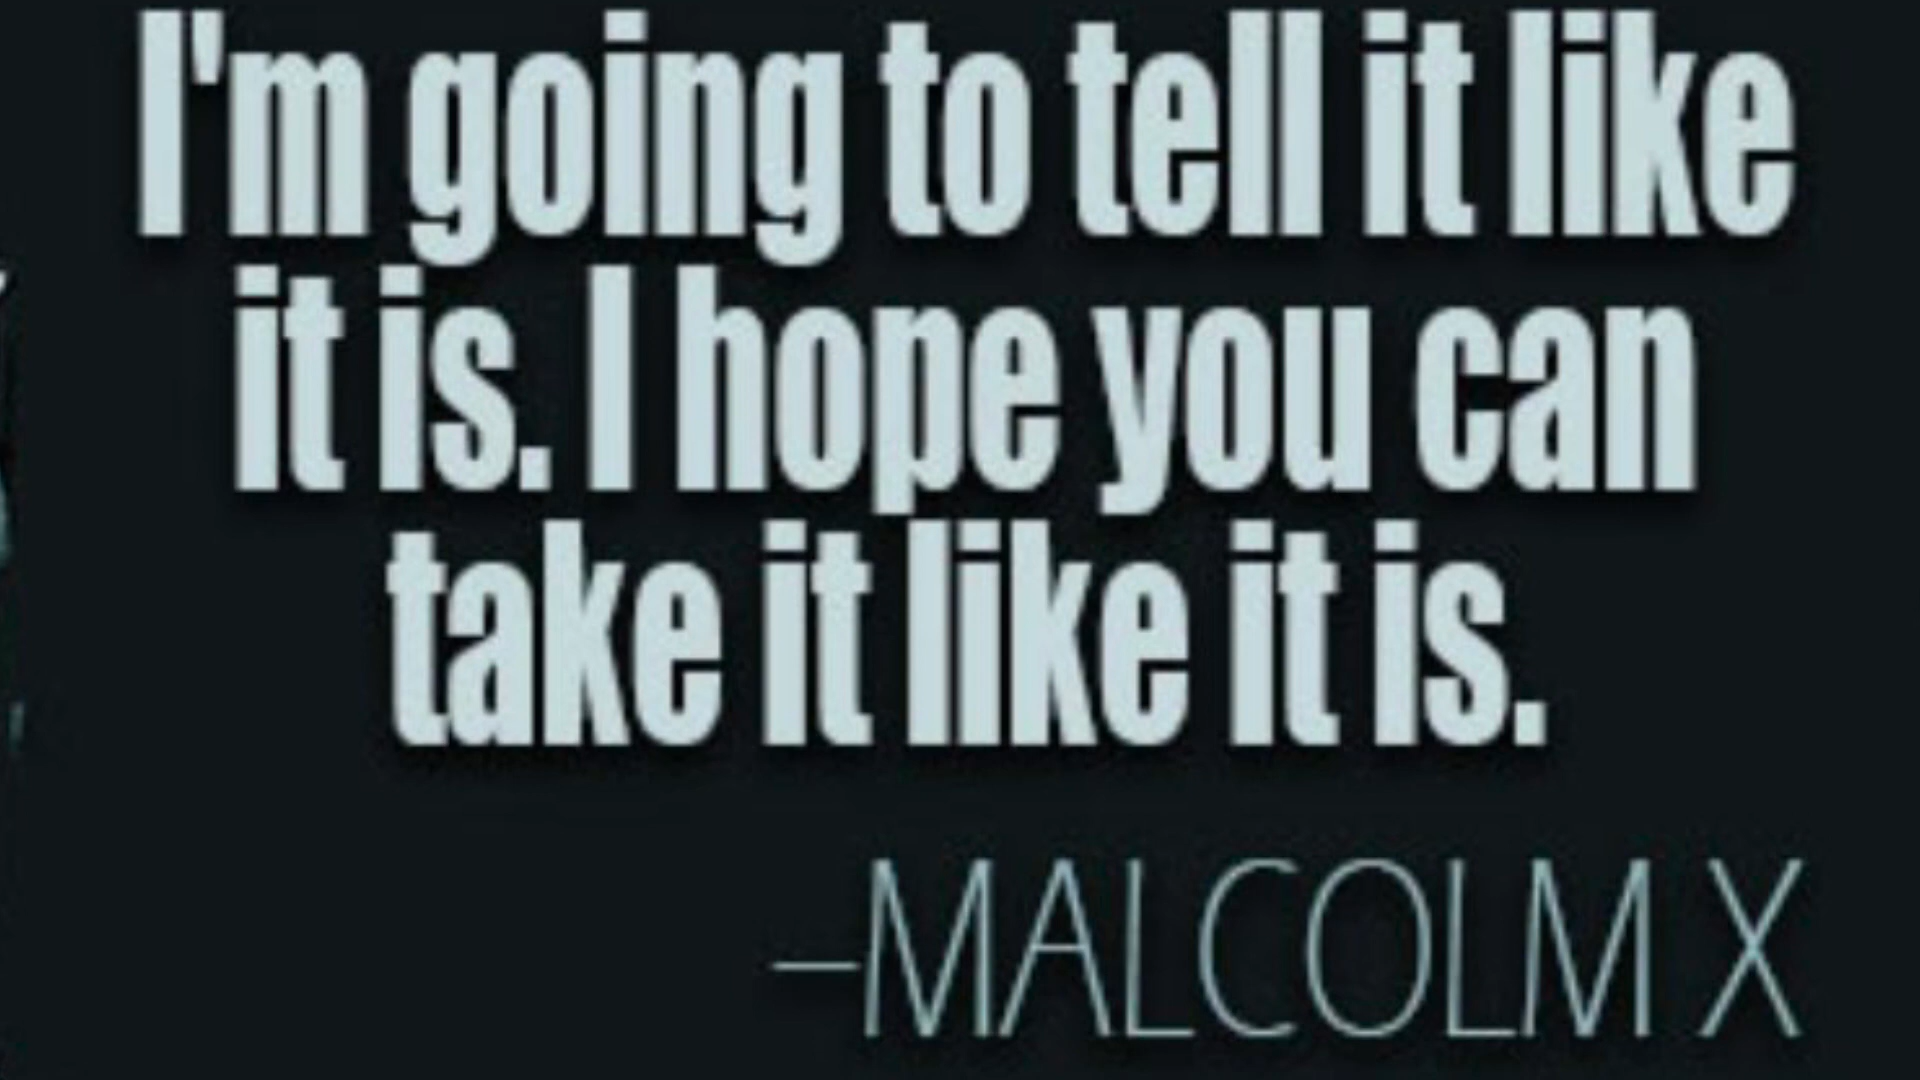 I'm going to tell it like
it is. I hope you can
take it like it is.
–MALCOLM X